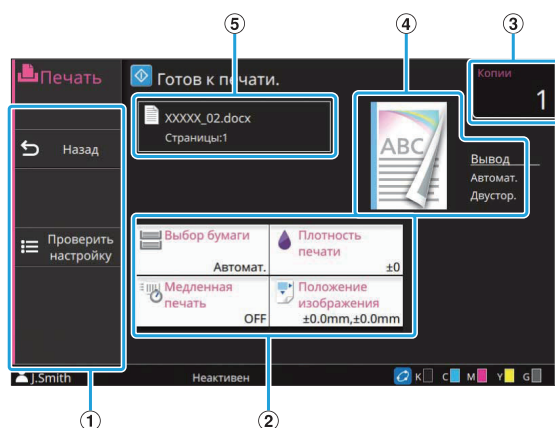 ⑤
④
③
Печать
Готов к печати.
Копии
1
XXXXX_02.docx
Страницы:1
ABC
Вывод
Автомат.
Двустор.
Назад
Проверить
настройку
Выбор бумаги
Автомат.
Плотность
печати
±0
Медленная
печать
OFF
Положение
изображения
±0.0mm,±0.0mm
J.Smith
Неактивен
K C M Y G
①
②